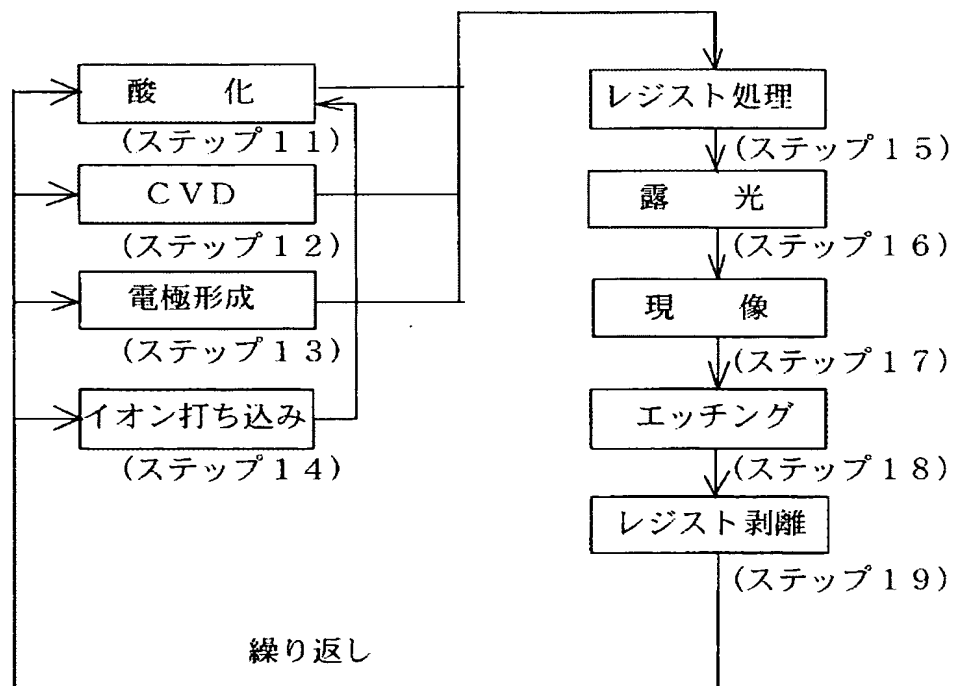 酸 化
(ステップ11)
CVD
(ステップ12)
電極形成
(ステップ13)
イオン打ち込み
(ステップ14)
レジスト処理
(ステップ15)
露 光
(ステップ16)
現 像
(ステップ17)
エッチング
(ステップ18)
レジスト剥離
(ステップ19)
繰り返し